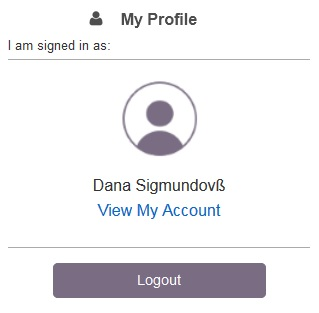 My Profile
I am signed in as:
Dana Sigmundovß
View My Account
Logout